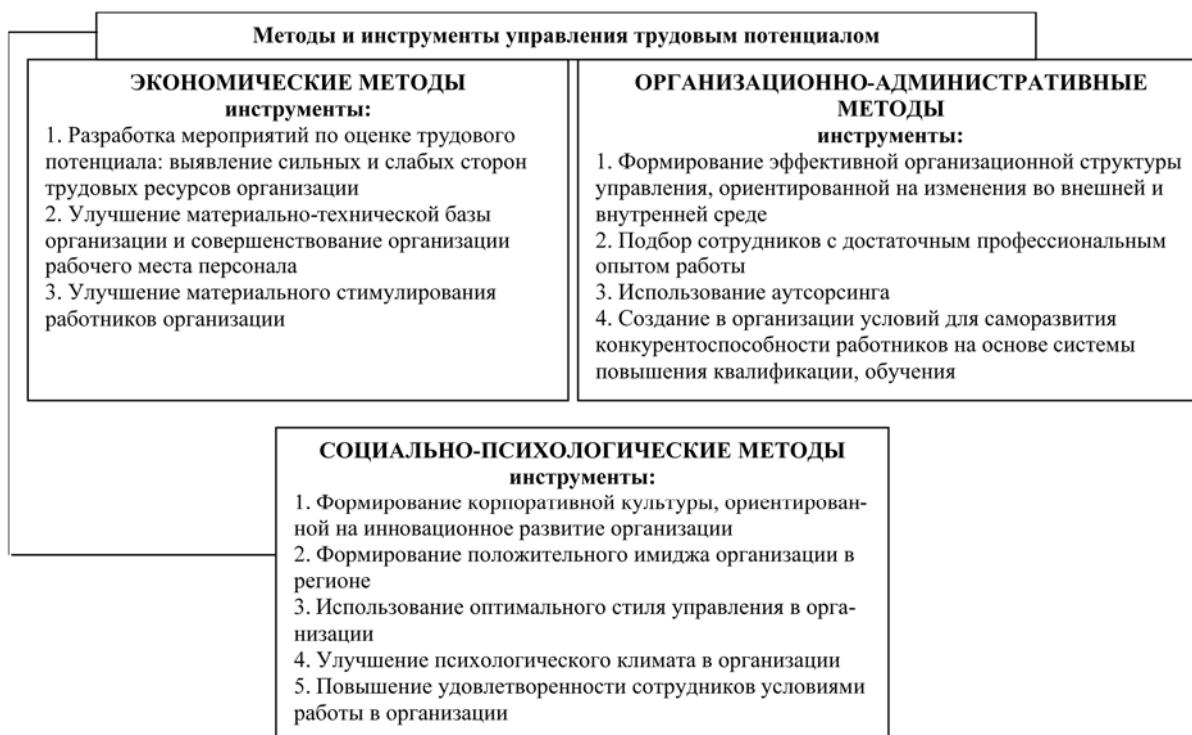 Методы и инструменты управления трудовым потенциалом
ЭКОНОМИЧЕСКИЕ МЕТОДЫ
инструменты:
1. Разработка мероприятий по оценке трудового
потенциала: выявление сильных и слабых сторон
трудовых ресурсов организации
2. Улучшение материально-технической базы
организации и совершенствование организации
рабочего места персонала
3. Улучшение материального стимулирования
работников организации
ОРГАНИЗАЦИОННО-АДМИНИСТРАТИВНЫЕ
МЕТОДЫ
инструменты:
1. Формирование эффективной организационной структуры
управления, ориентированной на изменения во внешней и
внутренней среде
2. Подбор сотрудников с достаточным профессиональным
опытом работы
3. Использование аутсорсинга
4. Создание в организации условий для саморазвития
конкурентоспособности работников на основе системы
повышения квалификации, обучения
СОЦИАЛЬНО-ПСИХОЛОГИЧЕСКИЕ МЕТОДЫ
инструменты:
1. Формирование корпоративной культуры, ориентирован-
ной на инновационное развитие организации
2. Формирование положительного имиджа организации в
регионе
3. Использование оптимального стиля управления в орга-
низации
4. Улучшение психологического климата в организации
5. Повышение удовлетворенности сотрудников условиями
работы в организации